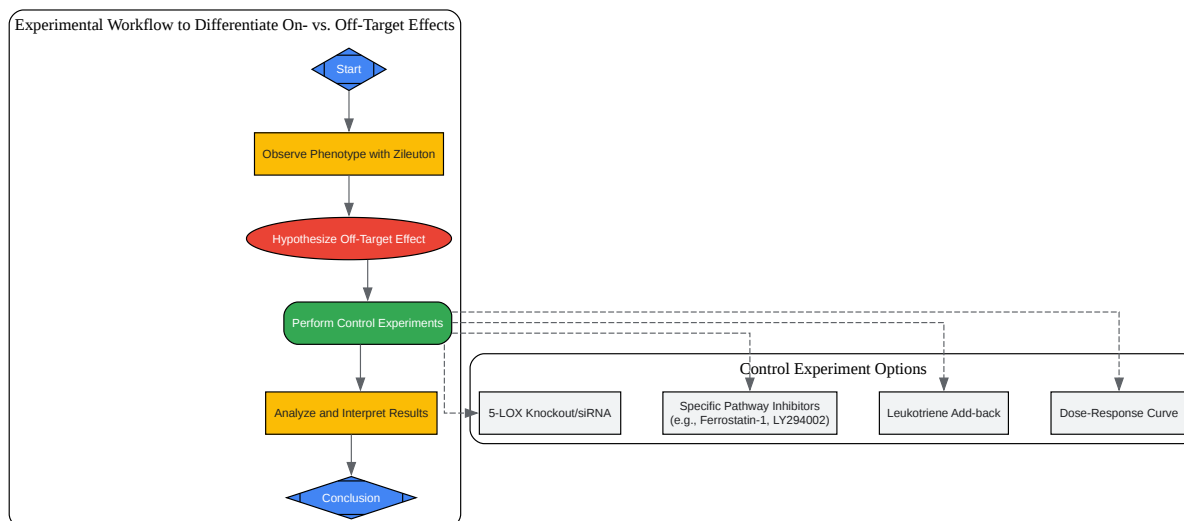 Experimental Workflow to Differentiate On- vs. Off-Target Effects
Start
Observe Phenotype with Zileuton
Hypothesize Off-Target Effect
Perform Control Experiments
Analyze and Interpret Results
Conclusion
Control Experiment Options
5-LOX Knockout/siRNA
Specific Pathway Inhibitors
(e.g., Ferrostatin-1, LY294002)
Leukotriene Add-back
Dose-Response Curve